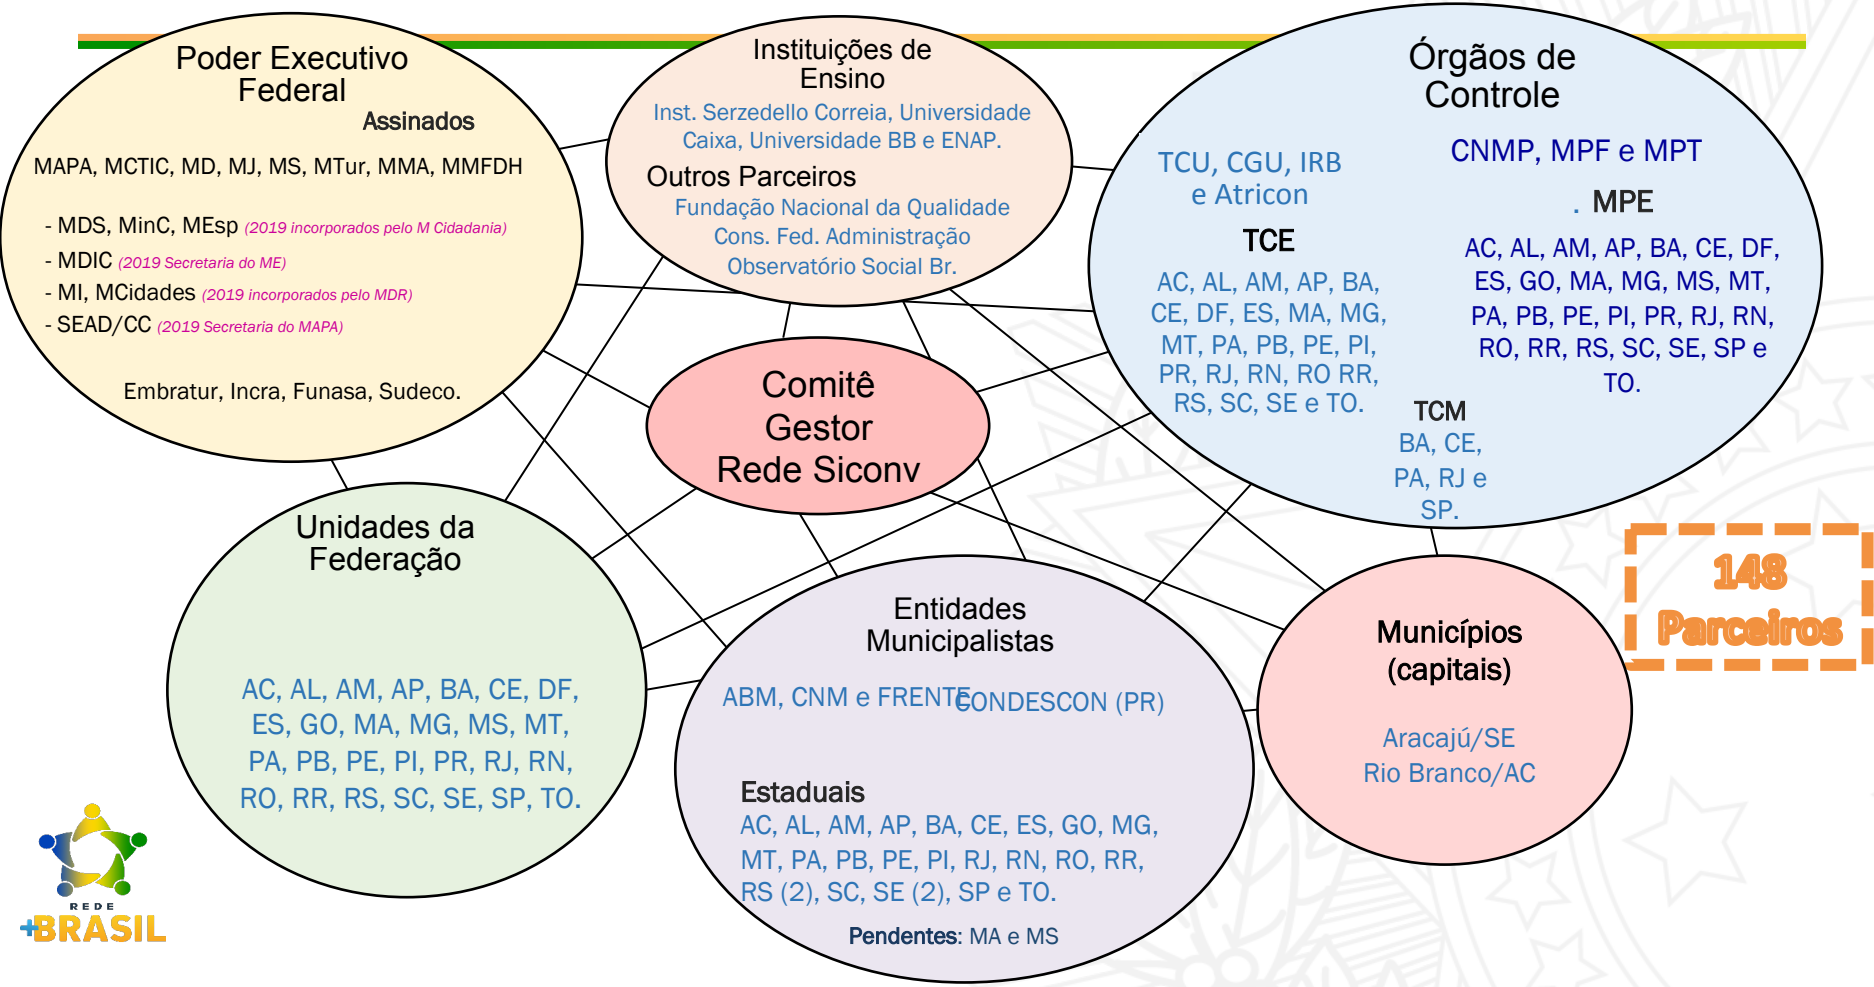 Poder Executivo
Federal
Assinados
MAPA, MCTIC, MD, MJ, MS, MTur, MMA, MMFDH
- MDS, MinC, MEsp (2019 incorporados pelo M Cidadania)
- MDIC (2019 Secretaria do ME)
- MI, MCidades (2019 incorporados pelo MDR)
- SEAD/CC (2019 Secretaria do MAPA)
Embratur, Incra, Funasa, Sudeco.
Instituições de
Ensino
Inst. Serzedello Correia, Universidade
Caixa, Universidade BB e ENAP.
Outros Parceiros
Fundação Nacional da Qualidade
Cons. Fed. Administração
Observatório Social Br.
Órgãos de
Controle
TCU, CGU, IRB
e Atricon
TCE
AC, AL, AM, AP, BA,
CE, DF, ES, MA, MG,
MT, PA, PB, PE, PI,
PR, RJ, RN, RO RR,
RS, SC, SE e TO.
CNMP, MPF e MPT
. MPE
AC, AL, AM, AP, BA, CE, DF,
ES, GO, MA, MG, MS, MT,
PA, PB, PE, PI, PR, RJ, RN,
RO, RR, RS, SC, SE, SP e
TO.
TCM
BA, CE,
PA, RJ e
SP.
Comitê
Gestor
Rede Siconv
Unidades da
Federação
AC, AL, AM, AP, BA, CE, DF,
ES, GO, MA, MG, MS, MT,
PA, PB, PE, PI, PR, RJ, RN,
RO, RR, RS, SC, SE, SP, TO.
Entidades
Municipalistas
ABM, CNM e FRENTE
CONDESCON (PR)
Estaduais
AC, AL, AM, AP, BA, CE, ES, GO, MG,
MT, PA, PB, PE, PI, RJ, RN, RO, RR,
RS (2), SC, SE (2), SP e TO.
Pendentes: MA e MS
Municípios
(capitais)
Aracajú/SE
Rio Branco/AC
148
Parceiros
REDE
+BRASIL